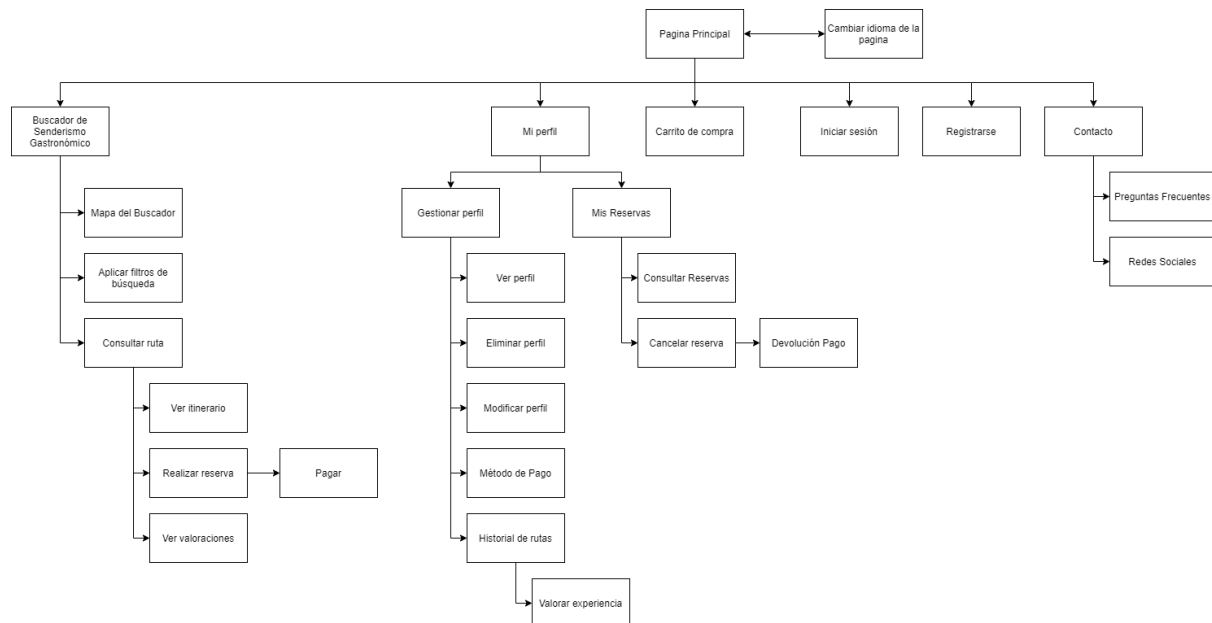 Pagina Principal
Cambiar idioma de la
pagina
Buscador de
Senderismo
Gastronómico
Mi perfil
Carrito de compra
Iniciar sesión
Registrarse
Contacto
Mapa del Buscador
Gestionar perfil
Mis Reservas
Preguntas Frecuentes
Redes Sociales
Aplicar filtros de
búsqueda
Ver perfil
Consultar Reservas
Consultar ruta
Eliminar perfil
Cancelar reserva
Devolución Pago
Ver itinerario
Modificar perfil
Realizar reserva
Pagar
Método de Pago
Ver valoraciones
Historial de rutas
Valorar experiencia